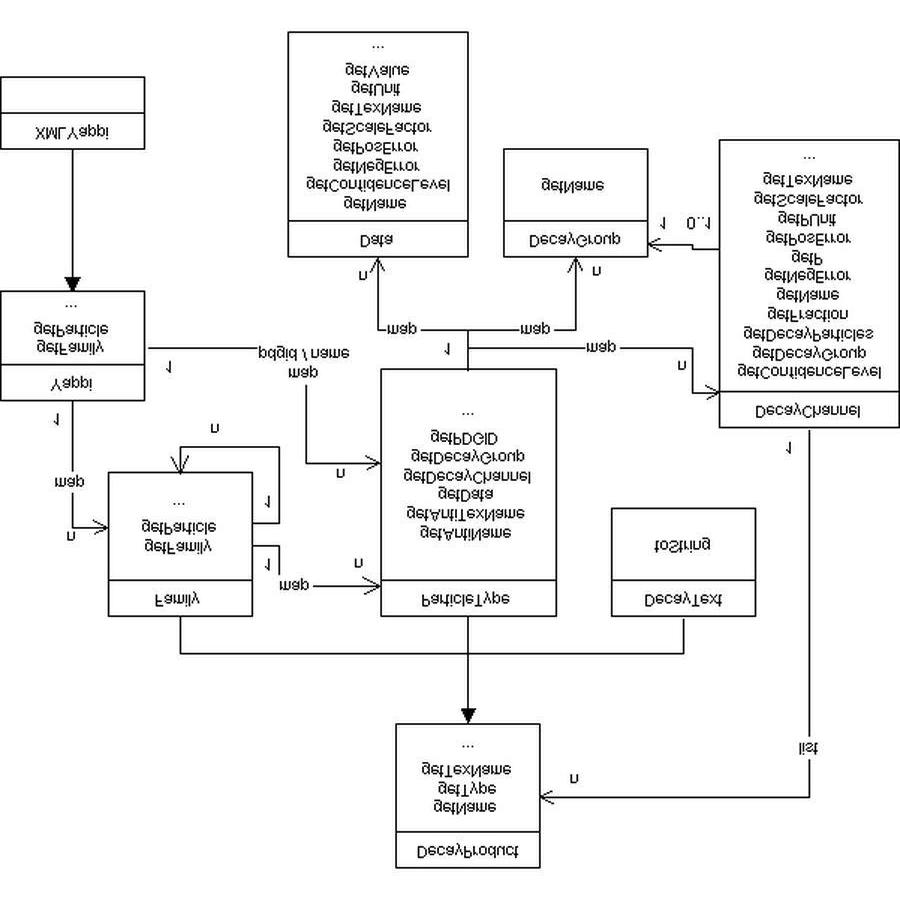 DecayProduct
getName
getType
getTexName
...
n
list
Family
getFamily
getParticle
...
1
map
n
1
n
ParticleType
getAntiName
getAntiTexName
getData
getDecayChannel
getDecayGroup
getPDGID
...
DecayText
toString
n
map
1
Yappi
getFamily
getParticle
...
1
map
pdgid / name
n
DecayChannel
getConfidenceLevel
getDecayGroup
getDecayParticles
getFraction
getName
getNegError
getP
getPosError
getPUnit
getScaleFactor
getTexName
...
1
n
map
1
map
map
n
n
Data
getName
getConfidenceLevel
getNegError
getPosError
getScaleFactor
getTexName
getUnit
getValue
...
DecayGroup
getName
1
0..1
XMLYappi